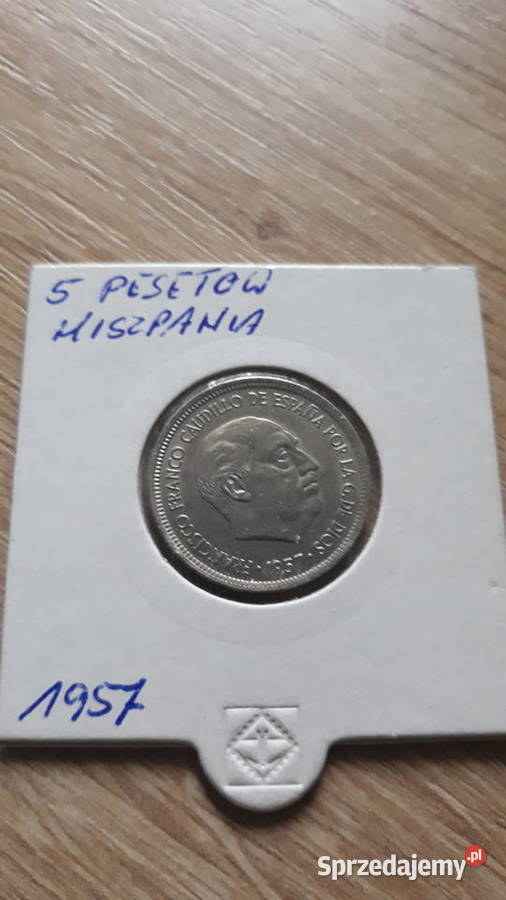 5 PESETOW
HISZPANIA
FRANCISCO FRANCO CAUDILLO DE ESPAÑA POR LA G.DE DIOS
· 1957 ·
1957
Sprzedajemy.pl